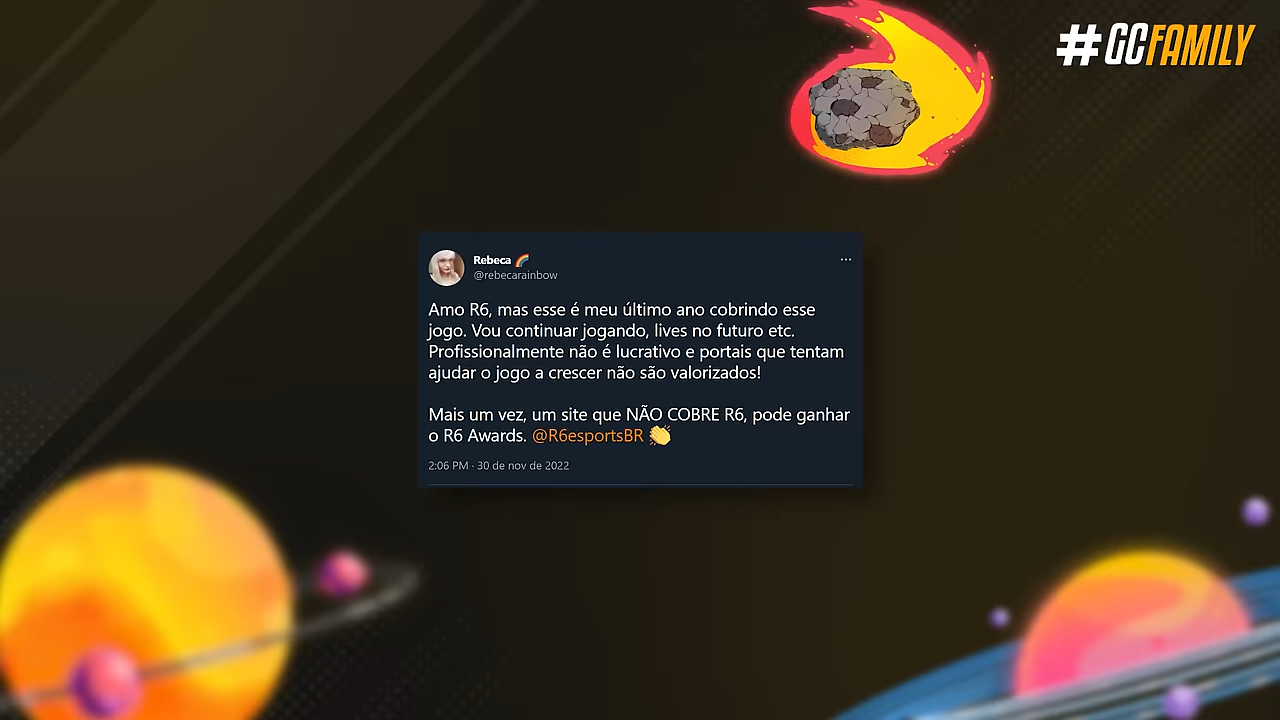 #GCFAMILY
Rebeca 🌈
@rebecarainbow
...
Amo R6, mas esse é meu último ano cobrindo esse
jogo. Vou continuar jogando, lives no futuro etc.
Profissionalmente não é lucrativo e portais que tentam
ajudar o jogo a crescer não são valorizados!
Mais um vez, um site que NÃO COBRE R6, pode ganhar
o R6 Awards. @R6esportsBR 👏
2:06 PM · 30 de nov de 2022